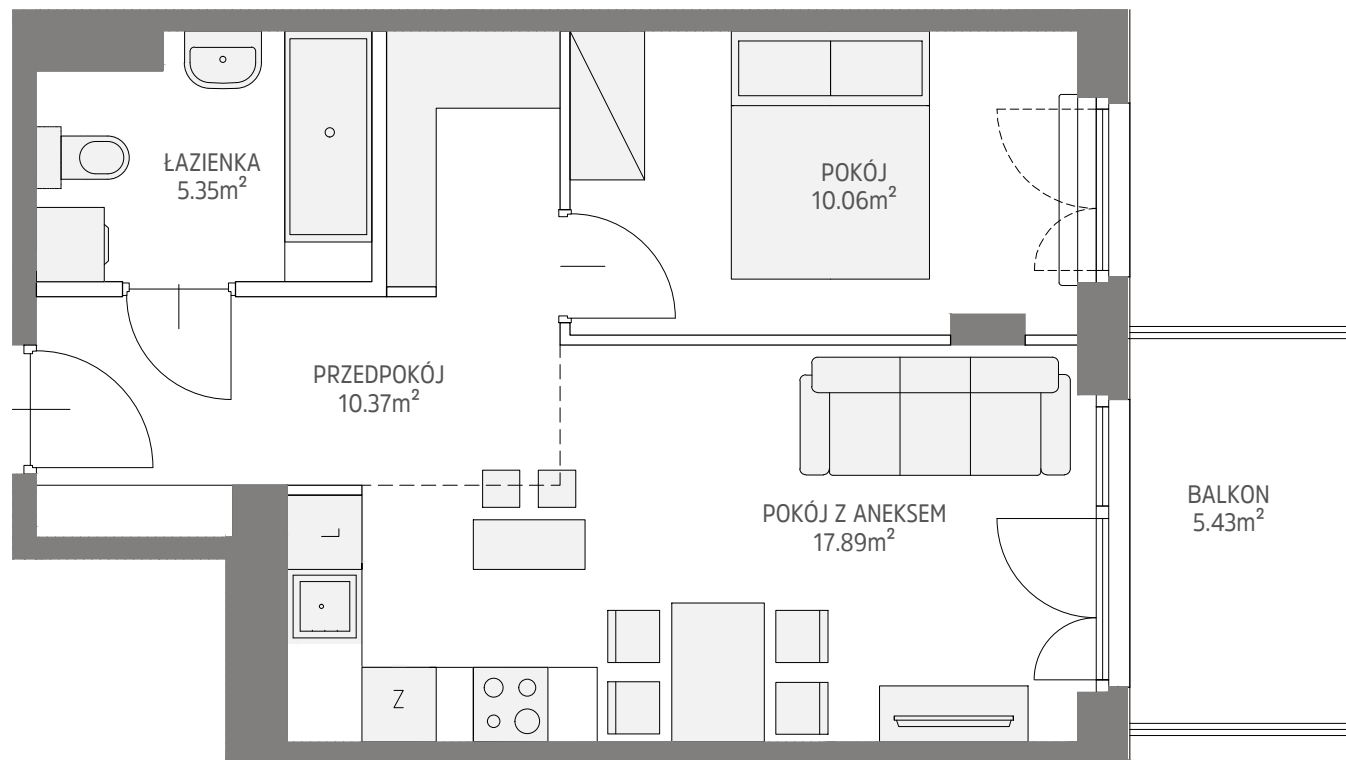 ŁAZIENKA
5.35m²
POKÓJ
10.06m²
PRZEDPOKÓJ
10.37m²
POKÓJ Z ANEKSEM
17.89m²
BALKON
5.43m²
L
Z